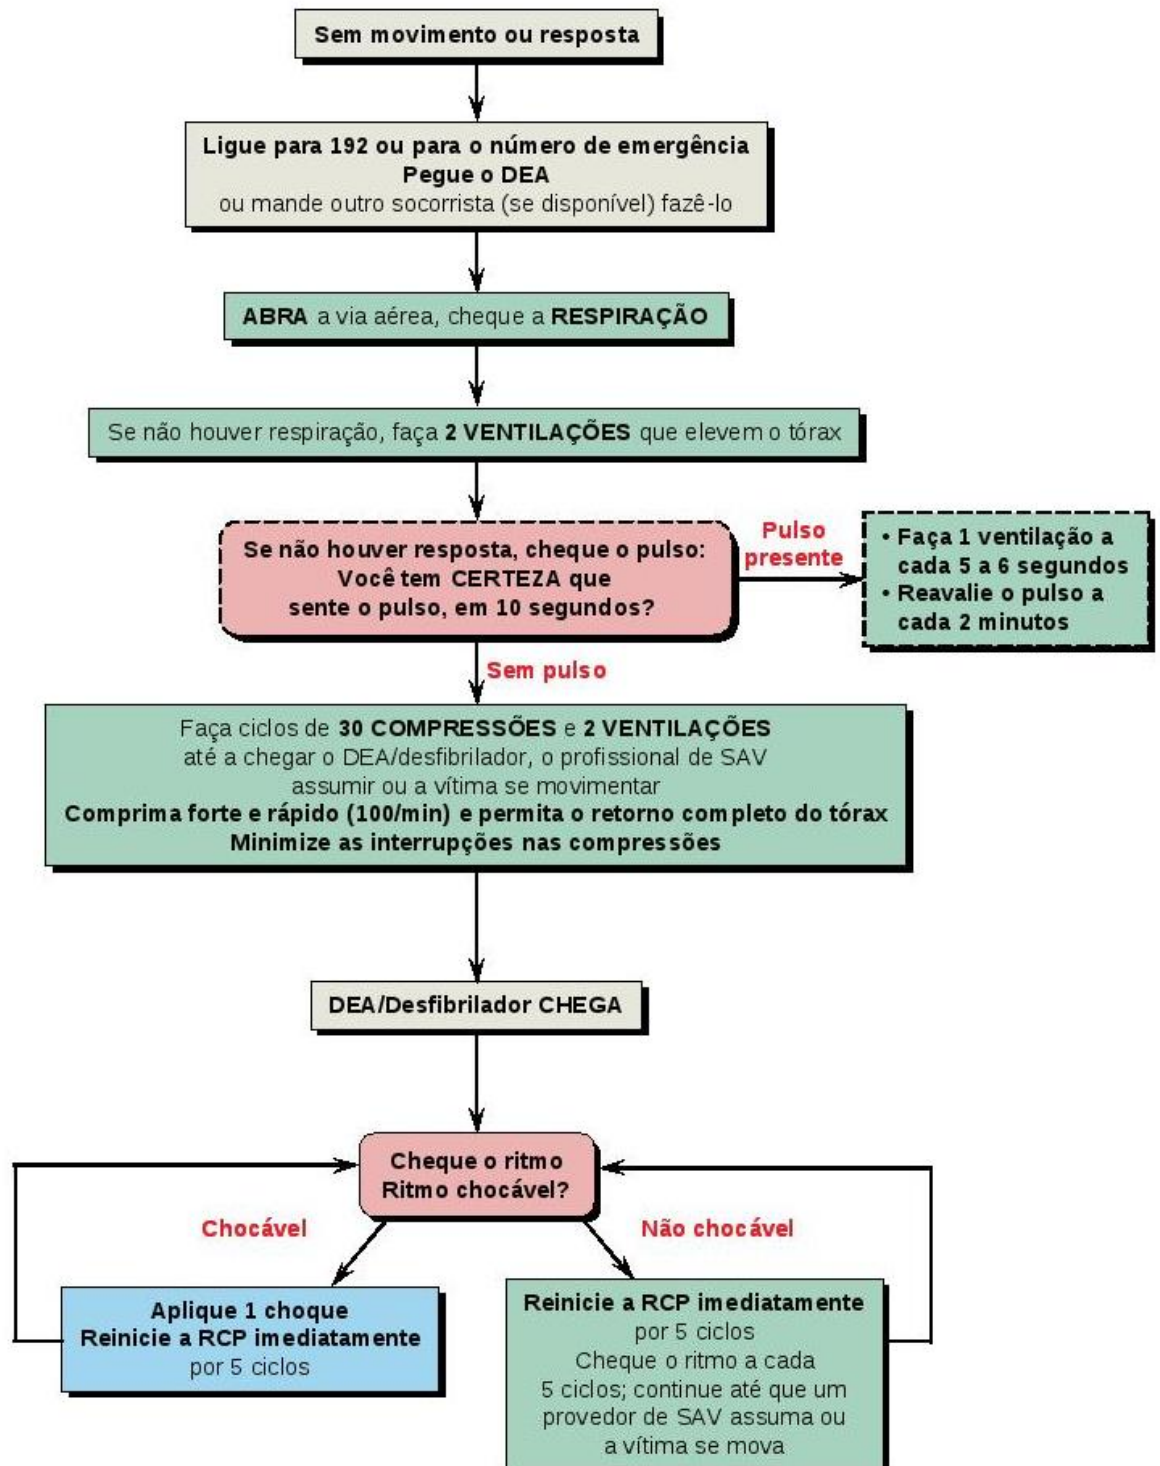 Sem movimento ou resposta
Ligue para 192 ou para o número de emergência
Pegue o DEA
ou mande outro socorrista (se disponível) fazê-lo
ABRA a via aérea, cheque a RESPIRAÇÃO
Se não houver respiração, faça 2 VENTILAÇÕES que elevem o tórax
Se não houver resposta, cheque o pulso:
Você tem CERTEZA que
sente o pulso, em 10 segundos?
Pulso
presente
• Faça 1 ventilação a
cada 5 a 6 segundos
• Reavalie o pulso a
cada 2 minutos
Sem pulso
Faça ciclos de 30 COMPRESSÕES e 2 VENTILAÇÕES
até a chegar o DEA/desfibrilador, o profissional de SAV
assumir ou a vítima se movimentar
Comprima forte e rápido (100/min) e permita o retorno completo do tórax
Minimize as interrupções nas compressões
DEA/Desfibrilador CHEGA
Cheque o ritmo
Ritmo chocável?
Chocável
Não chocável
Aplique 1 choque
Reinicie a RCP imediatamente
por 5 ciclos
Reinicie a RCP imediatamente
por 5 ciclos
Cheque o ritmo a cada
5 ciclos; continue até que um
provedor de SAV assuma ou
a vítima se mova